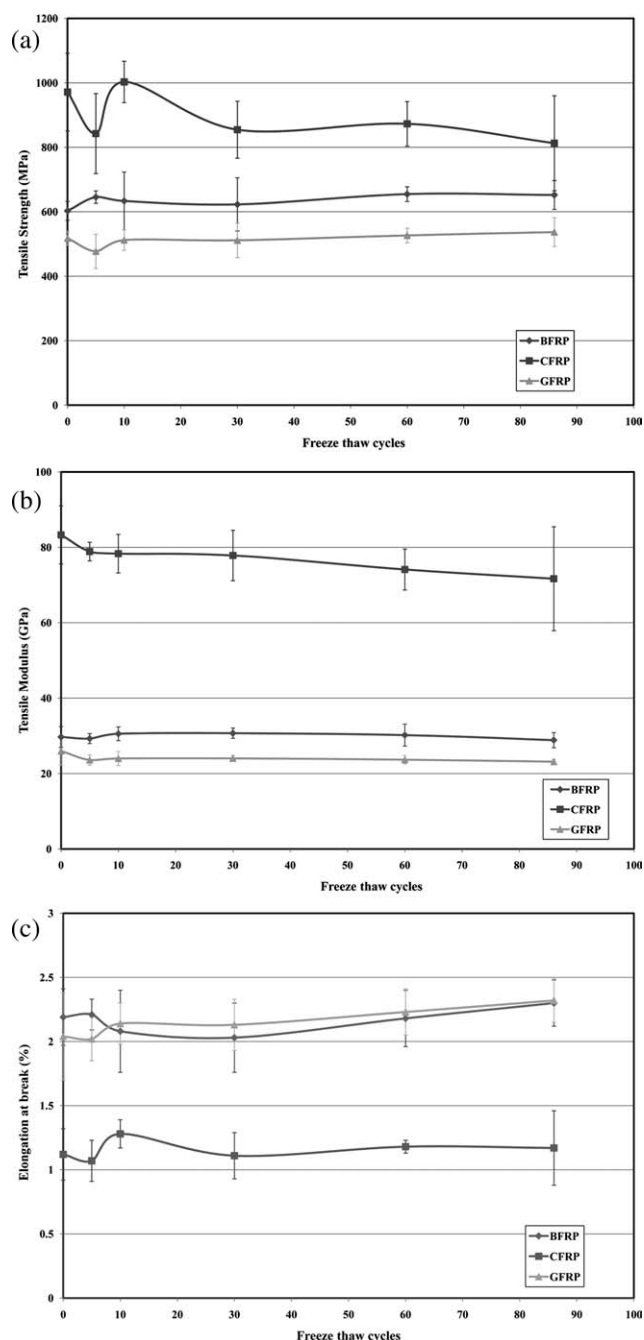 (a)
1200
1000
800
600
400
200
0
Tensile Strength (MPa)
BFRP
CFRP
GFRP
0 10 20 30 40 50 60 70 80 90 100
Freeze thaw cycles
(b)
100
80
60
40
20
0
Tensile Modulus (GPa)
BFRP
CFRP
GFRP
0 10 20 30 40 50 60 70 80 90 100
Freeze thaw cycles
(c)
3
2.5
2
1.5
1
0.5
0
Elongation at break (%)
BFRP
CFRP
GFRP
0 10 20 30 40 50 60 70 80 90 100
Freeze thaw cycles